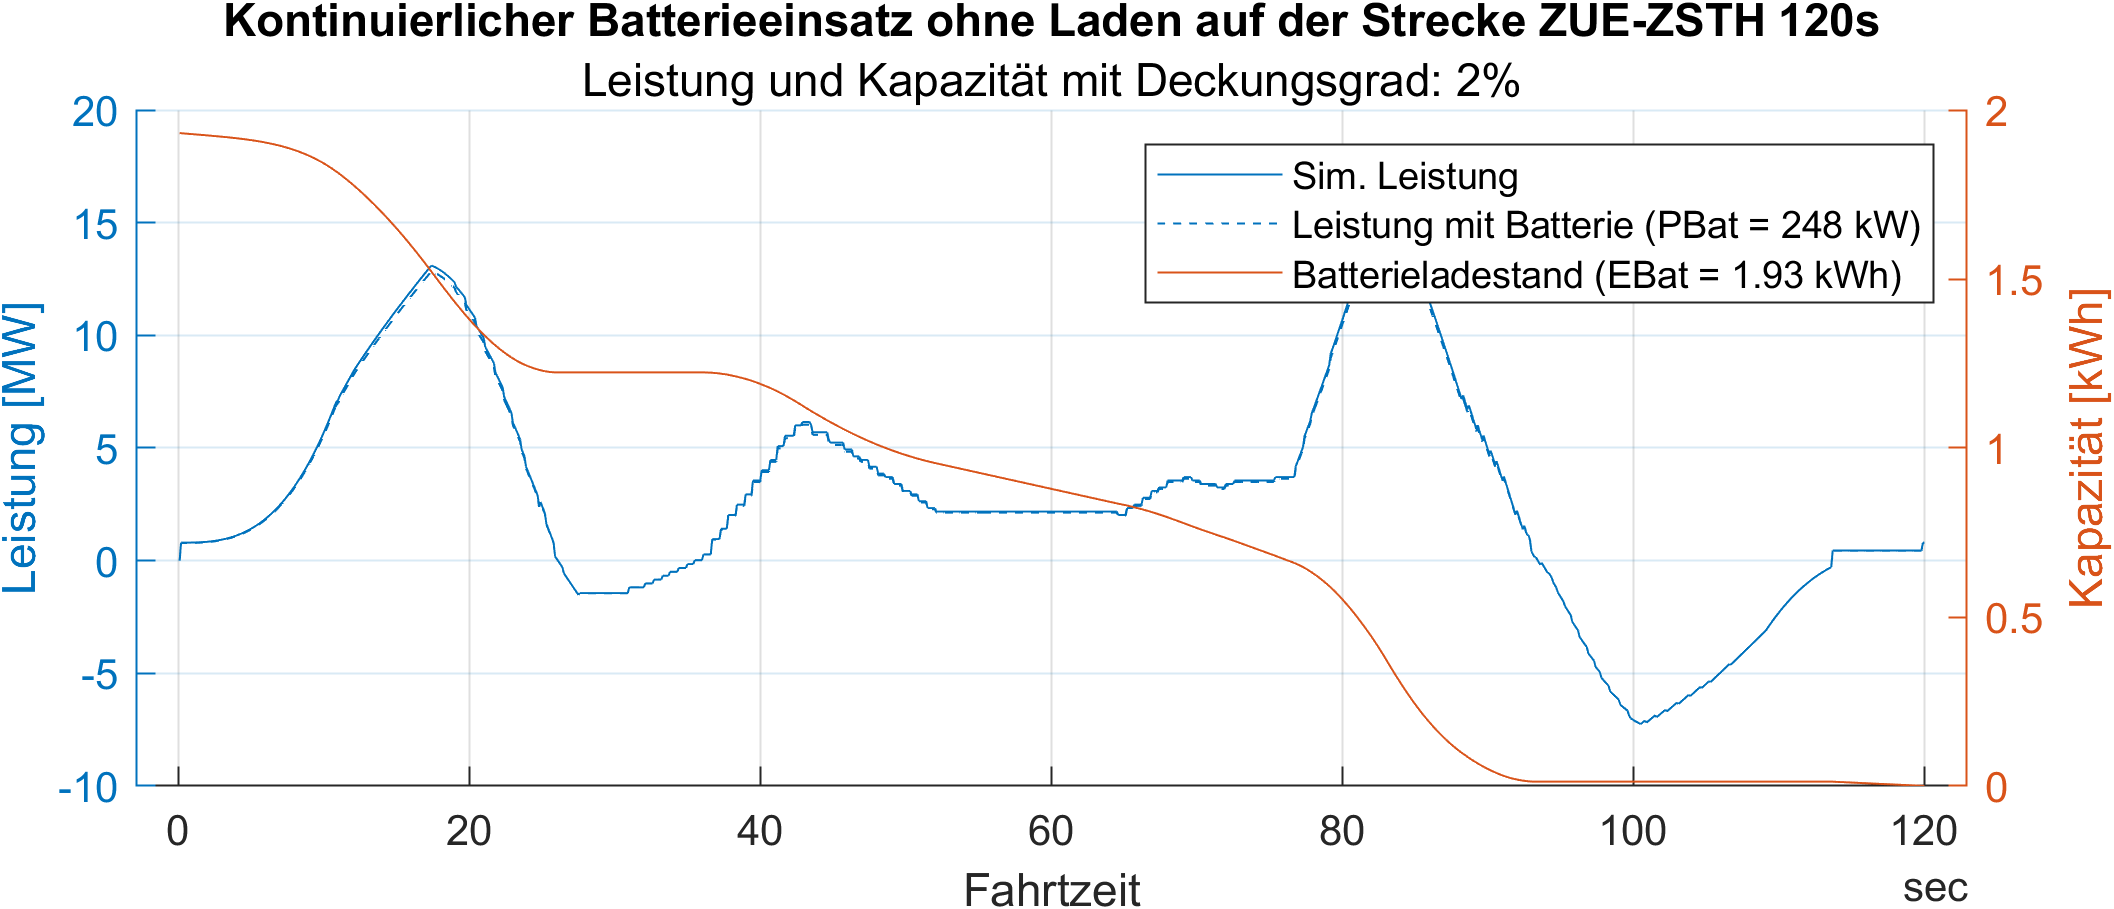 Kontinuierlicher Batterieeinsatz ohne Laden auf der Strecke ZUE-ZSTH 120s
Leistung und Kapazität mit Deckungsgrad: 2%
20
15
10
5
0
-5
-10
Leistung [MW]
Sim. Leistung
Leistung mit Batterie (PBat = 248 kW)
Batterieladestand (EBat = 1.93 kWh)
2
1.5
1
0.5
0
Kapazität [kWh]
0 20 40 60 80 100 120
Fahrtzeit
sec